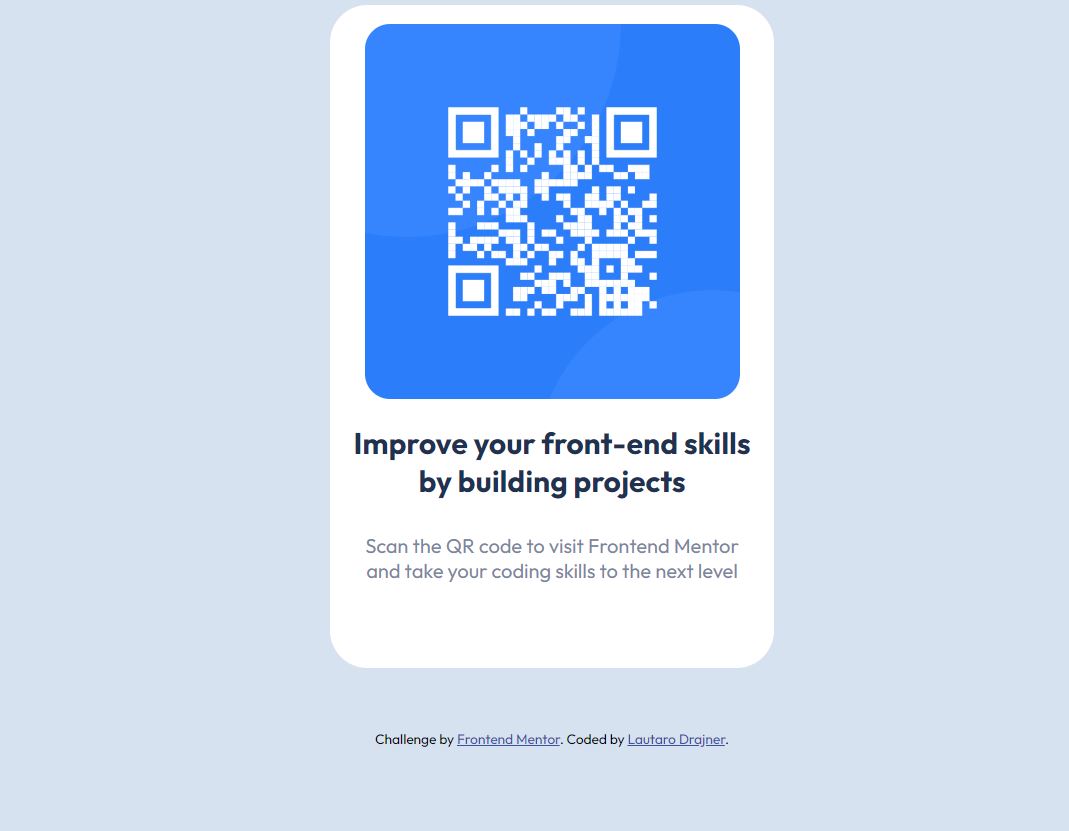 Improve your front-end skills
by building projects
Scan the QR code to visit Frontend Mentor
and take your coding skills to the next level
Challenge by Frontend Mentor. Coded by Lautaro Drajner.